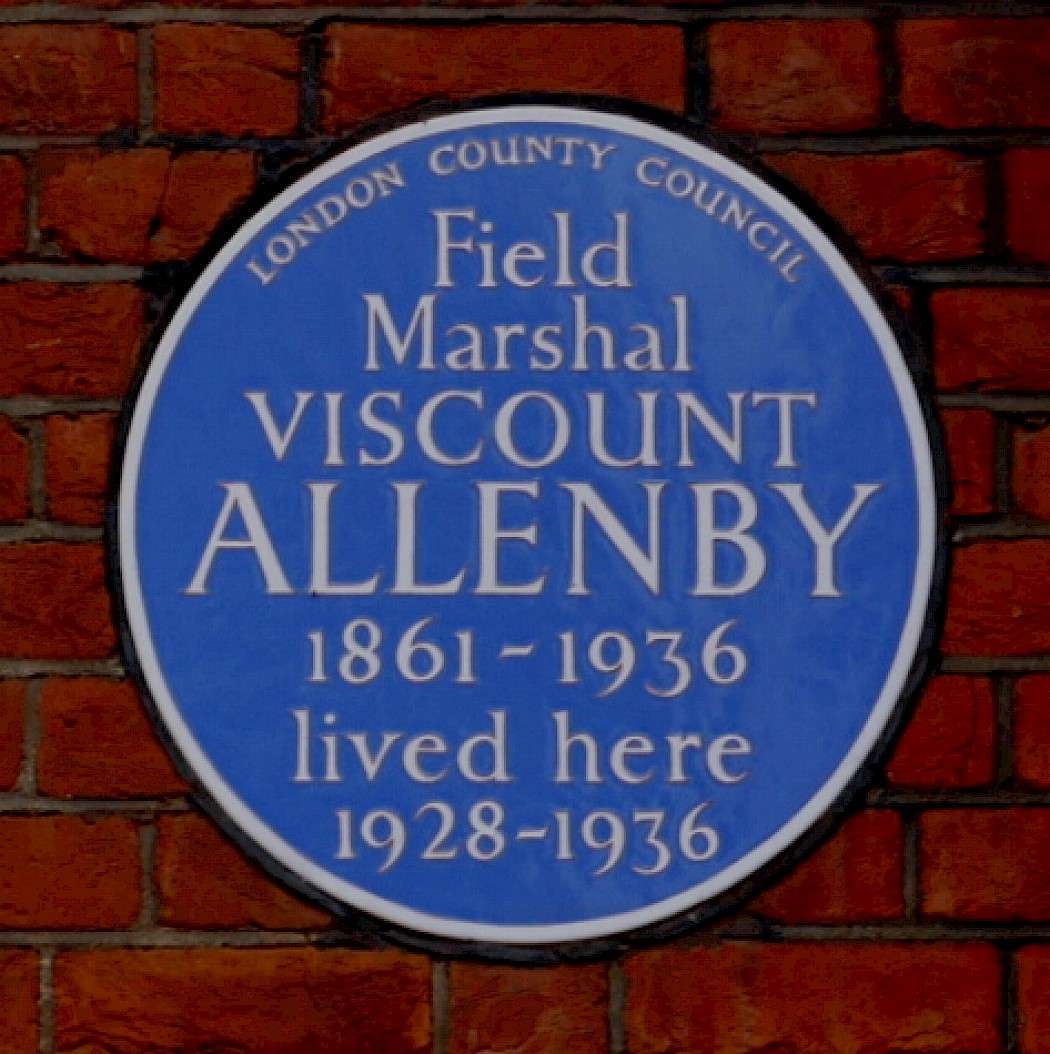 LONDON COUNTY COUNCIL
Field
Marshal
VISCOUNT
ALLENBY
1861-1936
lived here
1928-1936